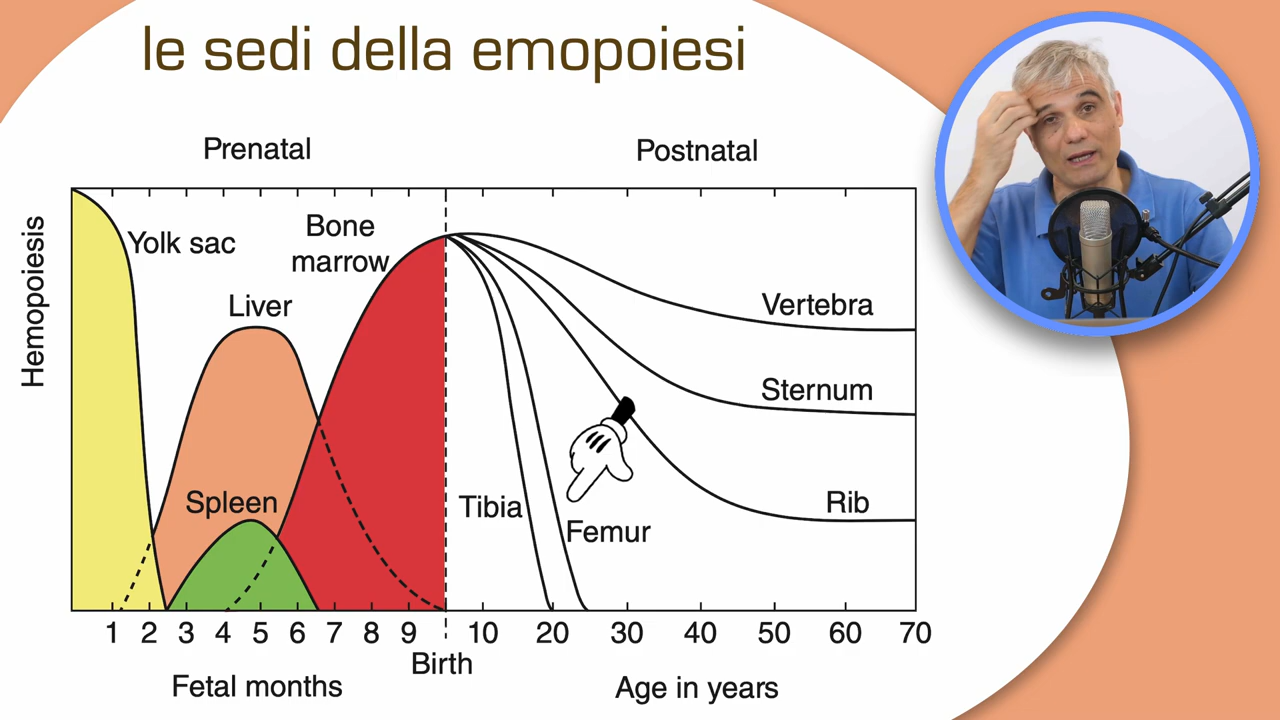 le sedi della emopoiesi
Prenatal
Postnatal
Hemopoiesis
Yolk sac
Bone
marrow
Liver
Spleen
Vertebra
Sternum
Rib
Tibia
Femur
1 2 3 4 5 6 7 8 9 10 20 30 40 50 60 70
Birth
Fetal months
Age in years